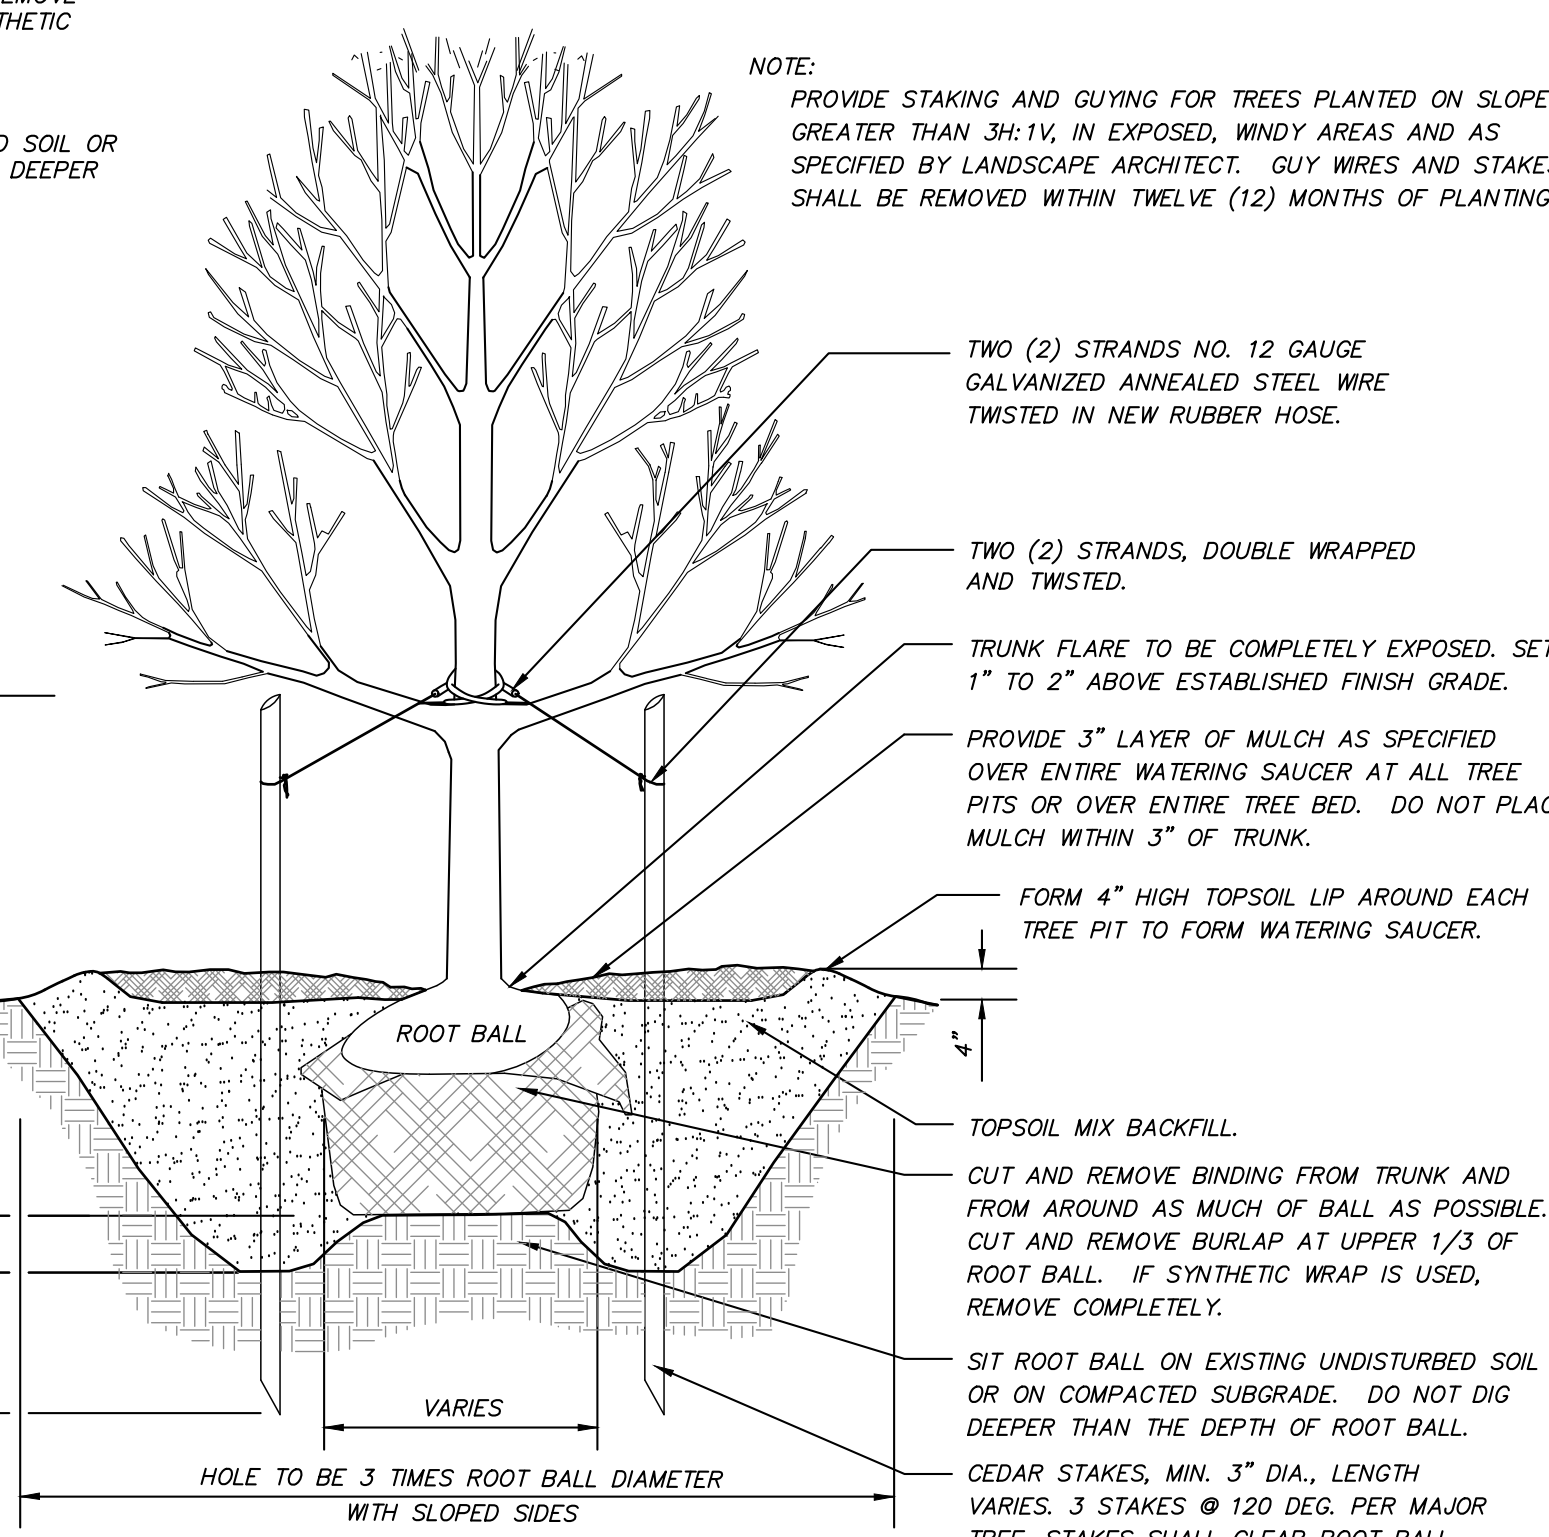 THETIC
SOIL OR
DEEPER
NOTE:
PROVIDE STAKING AND GUYING FOR TREES PLANTED ON SLOPE
GREATER THAN 3H:1V, IN EXPOSED, WINDY AREAS AND AS
SPECIFIED BY LANDSCAPE ARCHITECT. GUY WIRES AND STAKES
SHALL BE REMOVED WITHIN TWELVE (12) MONTHS OF PLANTING
TWO (2) STRANDS NO. 12 GAUGE
GALVANIZED ANNEALED STEEL WIRE
TWISTED IN NEW RUBBER HOSE.
TWO (2) STRANDS, DOUBLE WRAPPED
AND TWISTED.
TRUNK FLARE TO BE COMPLETELY EXPOSED. SET
1" TO 2" ABOVE ESTABLISHED FINISH GRADE.
PROVIDE 3" LAYER OF MULCH AS SPECIFIED
OVER ENTIRE WATERING SAUCER AT ALL TREE
PITS OR OVER ENTIRE TREE BED. DO NOT PLAC
MULCH WITHIN 3" OF TRUNK.
FORM 4" HIGH TOPSOIL LIP AROUND EACH
TREE PIT TO FORM WATERING SAUCER.
4"
ROOT BALL
TOPSOIL MIX BACKFILL.
CUT AND REMOVE BINDING FROM TRUNK AND
FROM AROUND AS MUCH OF BALL AS POSSIBLE.
CUT AND REMOVE BURLAP AT UPPER 1/3 OF
ROOT BALL. IF SYNTHETIC WRAP IS USED,
REMOVE COMPLETELY.
SIT ROOT BALL ON EXISTING UNDISTURBED SOIL
OR ON COMPACTED SUBGRADE. DO NOT DIG
DEEPER THAN THE DEPTH OF ROOT BALL.
VARIES
HOLE TO BE 3 TIMES ROOT BALL DIAMETER
WITH SLOPED SIDES
CEDAR STAKES, MIN. 3" DIA., LENGTH
VARIES. 3 STAKES @ 120 DEG. PER MAJOR
TREE. STAKES SHALL CLEAR ROOT BALL